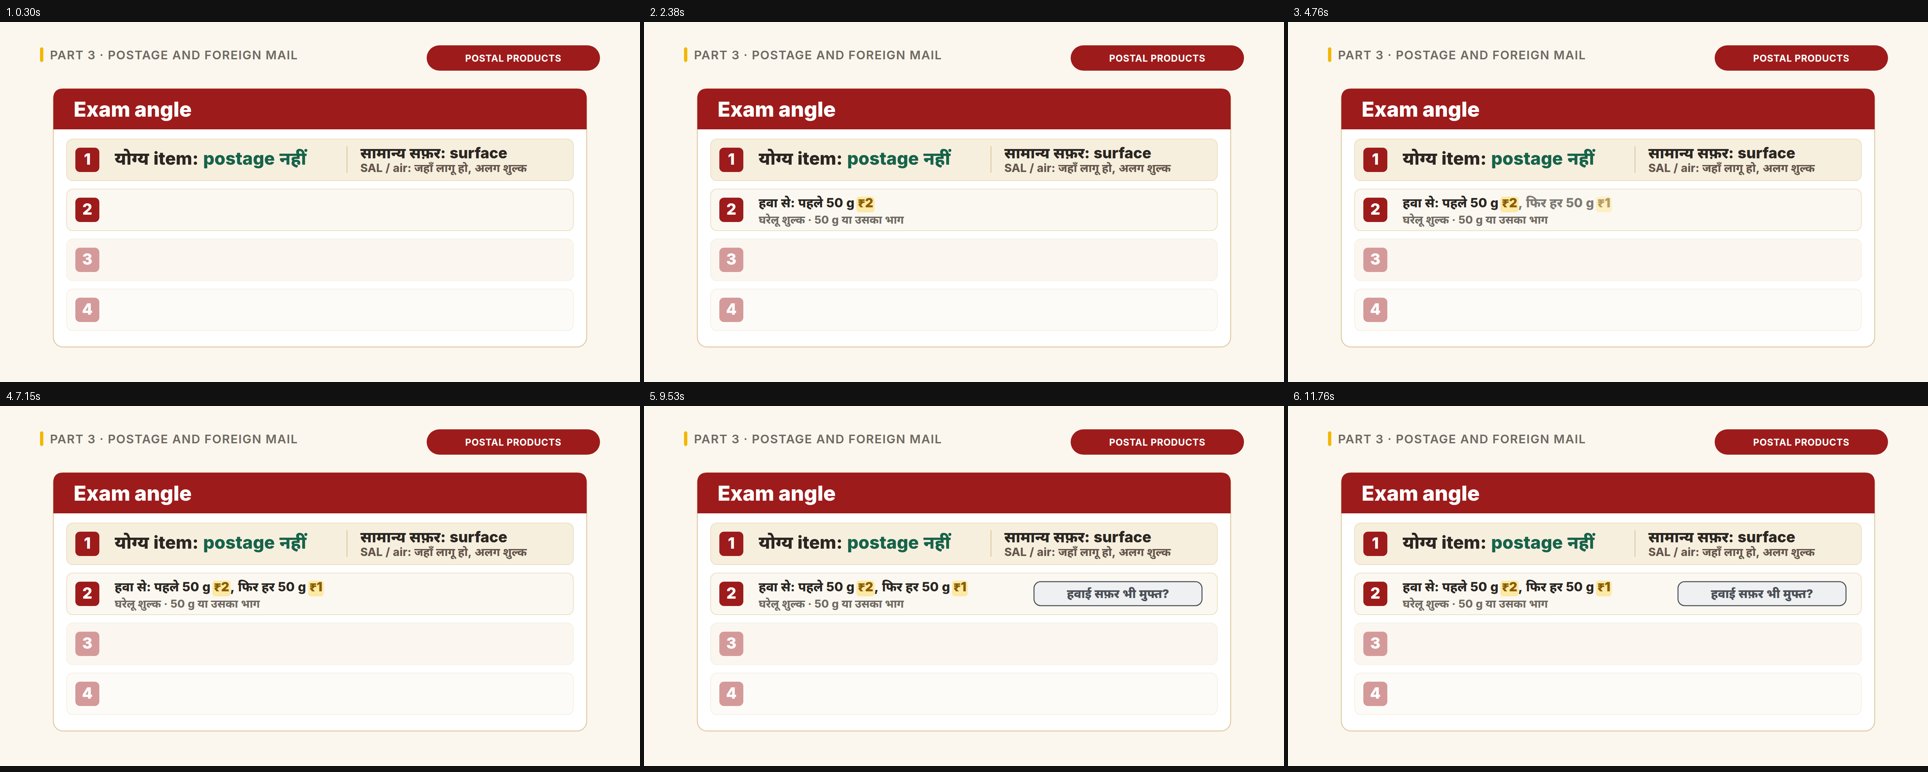 1. 0.30s
PART 3 · POSTAGE AND FOREIGN MAIL
POSTAL PRODUCTS
Exam angle
1
योग्य item: postage नहीं
सामान्य सफ़र: surface
SAL / air: जहाँ लागू हो, अलग शुल्क
2
3
4
2. 2.38s
PART 3 · POSTAGE AND FOREIGN MAIL
POSTAL PRODUCTS
Exam angle
1
योग्य item: postage नहीं
सामान्य सफ़र: surface
SAL / air: जहाँ लागू हो, अलग शुल्क
2
हवा से: पहले 50 g ₹2
घरेलू शुल्क · 50 g या उसका भाग
3
4
3. 4.76s
PART 3 · POSTAGE AND FOREIGN MAIL
POSTAL PRODUCTS
Exam angle
1
योग्य item: postage नहीं
सामान्य सफ़र: surface
SAL / air: जहाँ लागू हो, अलग शुल्क
2
हवा से: पहले 50 g ₹2, फिर हर 50 g ₹1
घरेलू शुल्क · 50 g या उसका भाग
3
4
4. 7.15s
PART 3 · POSTAGE AND FOREIGN MAIL
POSTAL PRODUCTS
Exam angle
1
योग्य item: postage नहीं
सामान्य सफ़र: surface
SAL / air: जहाँ लागू हो, अलग शुल्क
2
हवा से: पहले 50 g ₹2, फिर हर 50 g ₹1
घरेलू शुल्क · 50 g या उसका भाग
3
4
5. 9.53s
PART 3 · POSTAGE AND FOREIGN MAIL
POSTAL PRODUCTS
Exam angle
1
योग्य item: postage नहीं
सामान्य सफ़र: surface
SAL / air: जहाँ लागू हो, अलग शुल्क
2
हवा से: पहले 50 g ₹2, फिर हर 50 g ₹1
घरेलू शुल्क · 50 g या उसका भाग
हवाई सफ़र भी मुफ्त?
3
4
6. 11.76s
PART 3 · POSTAGE AND FOREIGN MAIL
POSTAL PRODUCTS
Exam angle
1
योग्य item: postage नहीं
सामान्य सफ़र: surface
SAL / air: जहाँ लागू हो, अलग शुल्क
2
हवा से: पहले 50 g ₹2, फिर हर 50 g ₹1
घरेलू शुल्क · 50 g या उसका भाग
हवाई सफ़र भी मुफ्त?
3
4